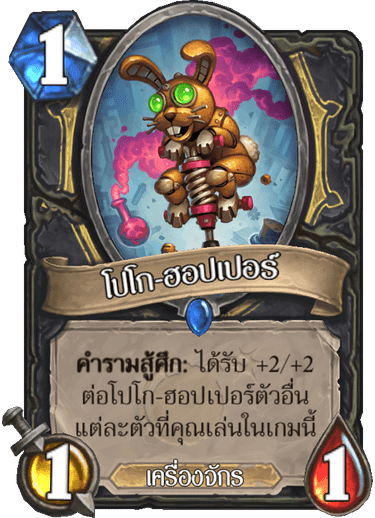 1
โปโก-ฮอปเปอร์
คำรามสู้ศึก: ได้รับ +2/+2
ต่อโปโก-ฮอปเปอร์ตัวอื่น
แต่ละตัวที่คุณเล่นในเกมนี้
1
เครื่องจักร
1